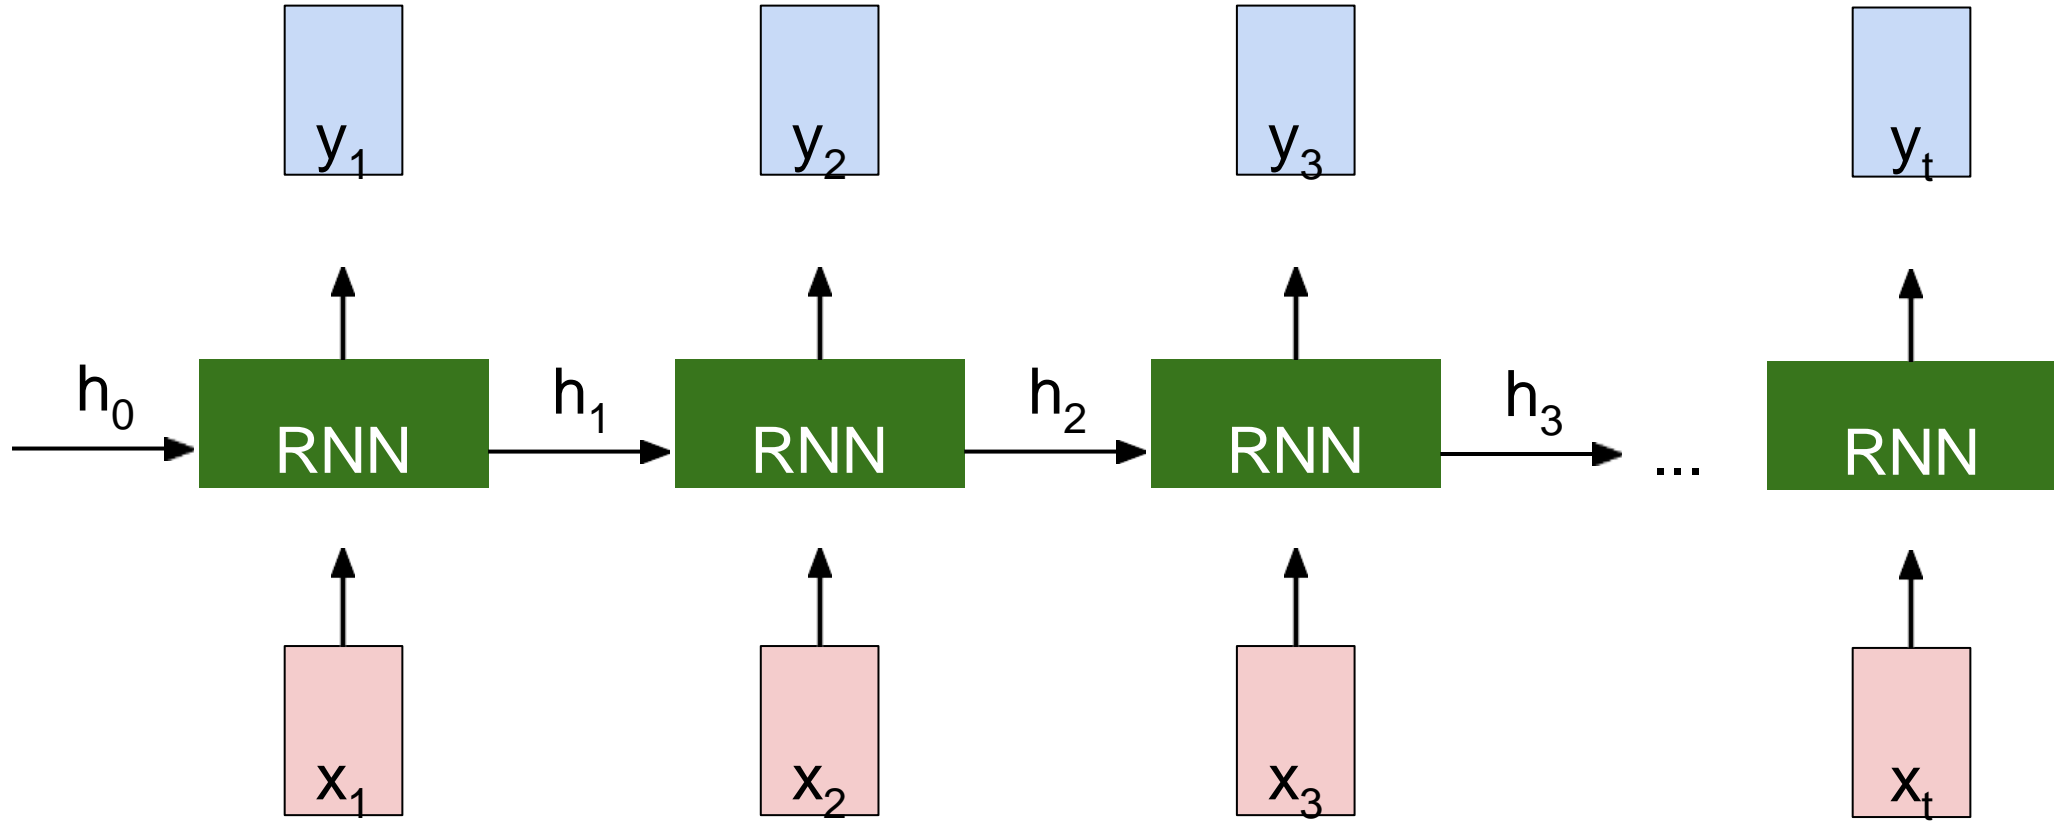 y₁ y₂ y₃ yₜ
h₀ h₁ h₂ h₃
RNN RNN RNN ... RNN
x₁ x₂ x₃ xₜ